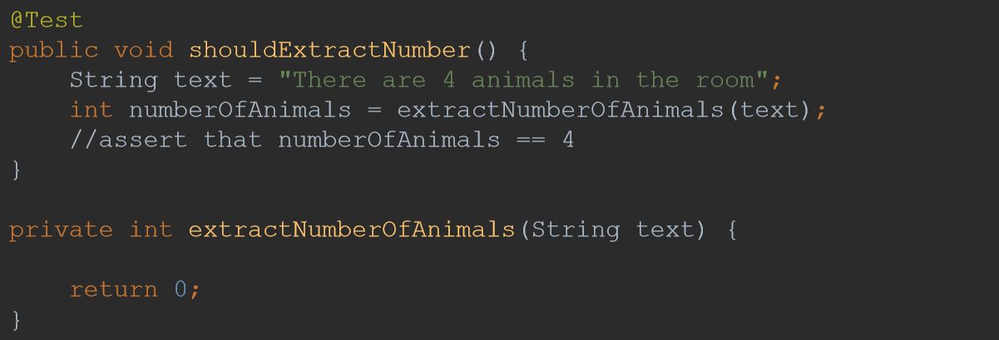 @Test
public void shouldExtractNumber() {
    String text = "There are 4 animals in the room";
    int numberOfAnimals = extractNumberOfAnimals(text);
    //assert that numberOfAnimals == 4
}

private int extractNumberOfAnimals(String text) {

    return 0;
}